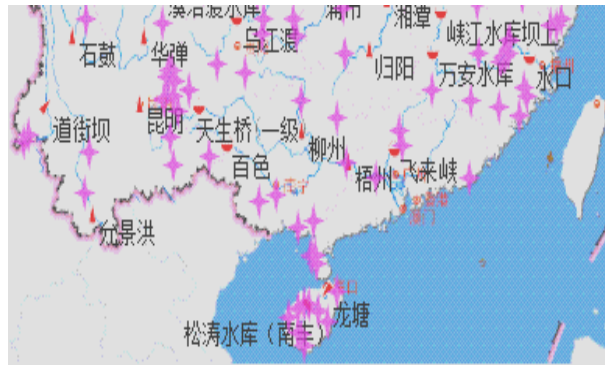 湘潭
乌江渡
峡江水库坝上
石鼓
华弹
归阳
万安水库
水口
道街坝
昆明
天生桥一级
柳州
百色
梧州
飞来峡
允景洪
龙塘
松涛水库（南丰）